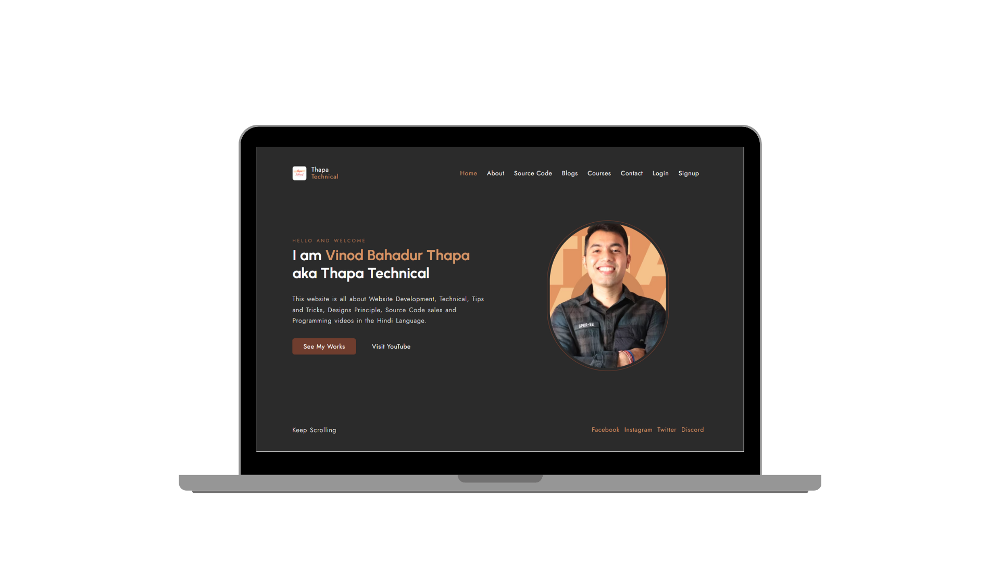 Thapa
Technical
Home About Source Code Blogs Courses Contact Login Signup
HELLO AND WELCOME
I am Vinod Bahadur Thapa
aka Thapa Technical
This website is all about Website Development, Technical, Tips
and Tricks, Designs Principle, Source Code sales and
Programming videos in the Hindi Language.
See My Works Visit YouTube
SPKR-52
Keep Scrolling
Facebook Instagram Twitter Discord